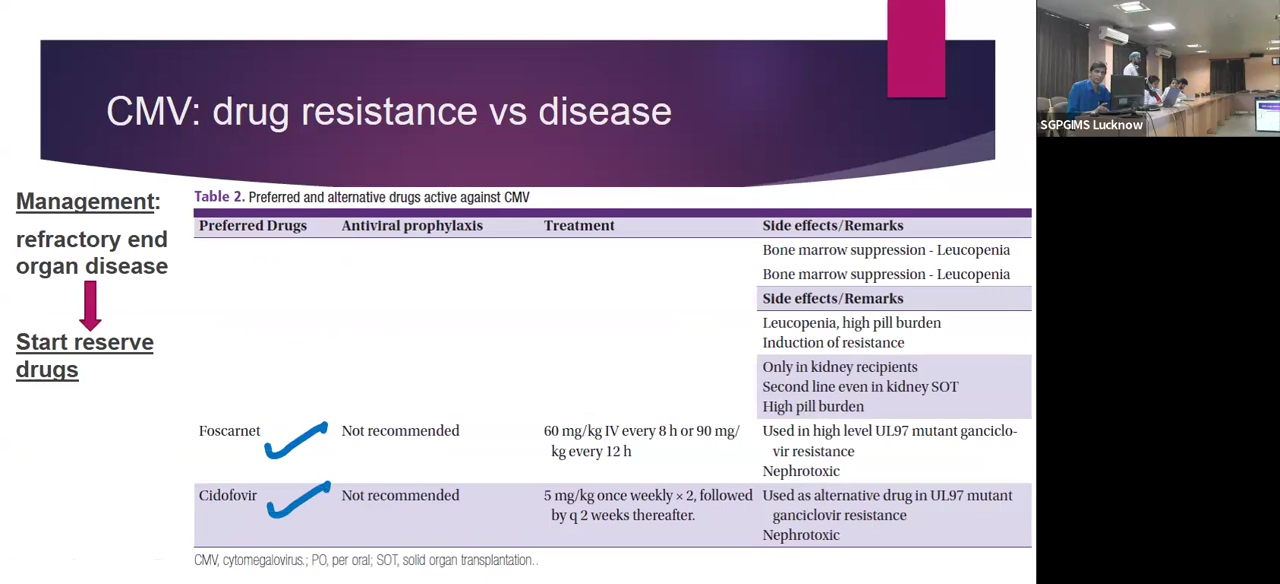 CMV: drug resistance vs disease
SGPGIMS Lucknow
Management:
refractory end
organ disease
Start reserve
drugs
Table 2. Preferred and alternative drugs active against CMV
Preferred Drugs Antiviral prophylaxis Treatment Side effects/Remarks
Bone marrow suppression - Leucopenia
Bone marrow suppression - Leucopenia
Side effects/Remarks
Leucopenia, high pill burden
Induction of resistance
Only in kidney recipients
Second line even in kidney SOT
High pill burden
Foscarnet Not recommended 60 mg/kg IV every 8 h or 90 mg/ Used in high level UL97 mutant ganciclo-
kg every 12 h vir resistance
Nephrotoxic
Cidofovir Not recommended 5 mg/kg once weekly × 2, followed Used as alternative drug in UL97 mutant
by q 2 weeks thereafter. ganciclovir resistance
Nephrotoxic
CMV, cytomegalovirus.; PO, per oral; SOT, solid organ transplantation..